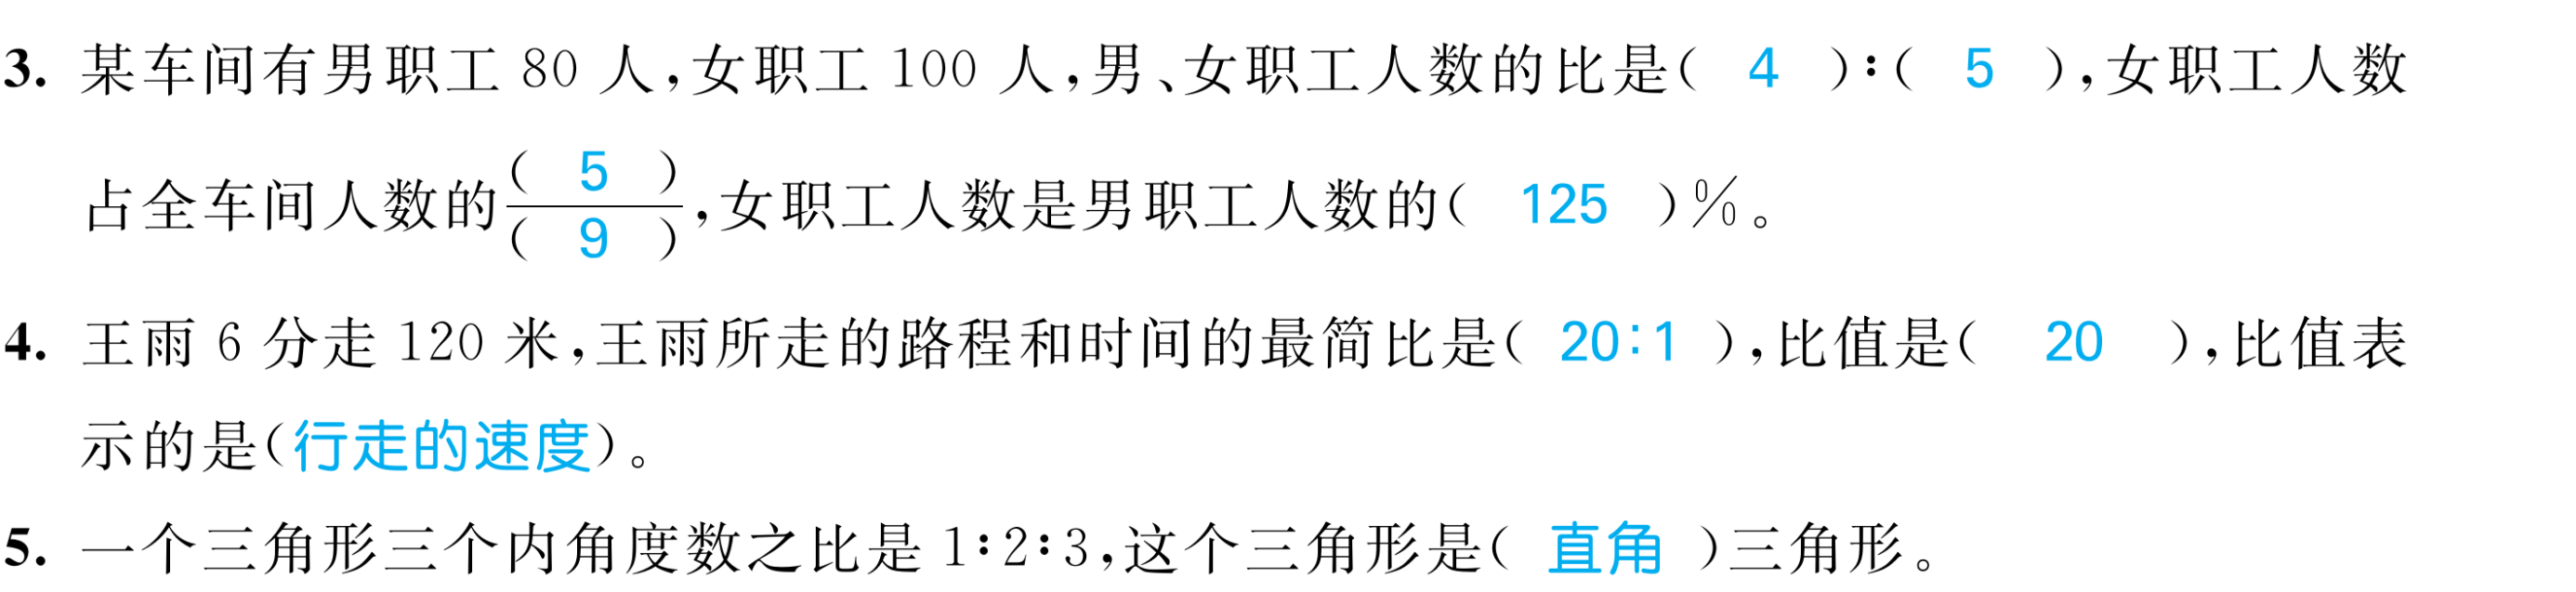 3. 某车间有男职工 80 人,女职工 100 人,男、女职工人数的比是( 4 )∶( 5 ),女职工人数
占全车间人数的( 5 )/( 9 ),女职工人数是男职工人数的( 125 )%。
4. 王雨 6 分走 120 米,王雨所走的路程和时间的最简比是( 20∶1 ),比值是( 20 ),比值表
示的是(行走的速度)。
5. 一个三角形三个内角度数之比是 1∶2∶3,这个三角形是( 直角 )三角形。